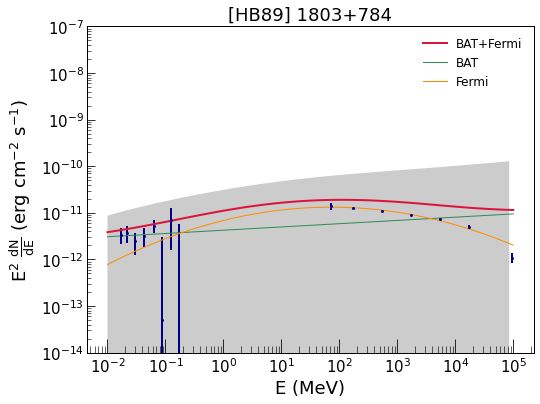 [HB89] 1803+784
10⁻⁷
10⁻⁸
10⁻⁹
10⁻¹⁰
10⁻¹¹
10⁻¹²
10⁻¹³
10⁻¹⁴
E² dN/dE (erg cm⁻² s⁻¹)
BAT+Fermi
BAT
Fermi
10⁻² 10⁻¹ 10⁰ 10¹ 10² 10³ 10⁴ 10⁵
E (MeV)